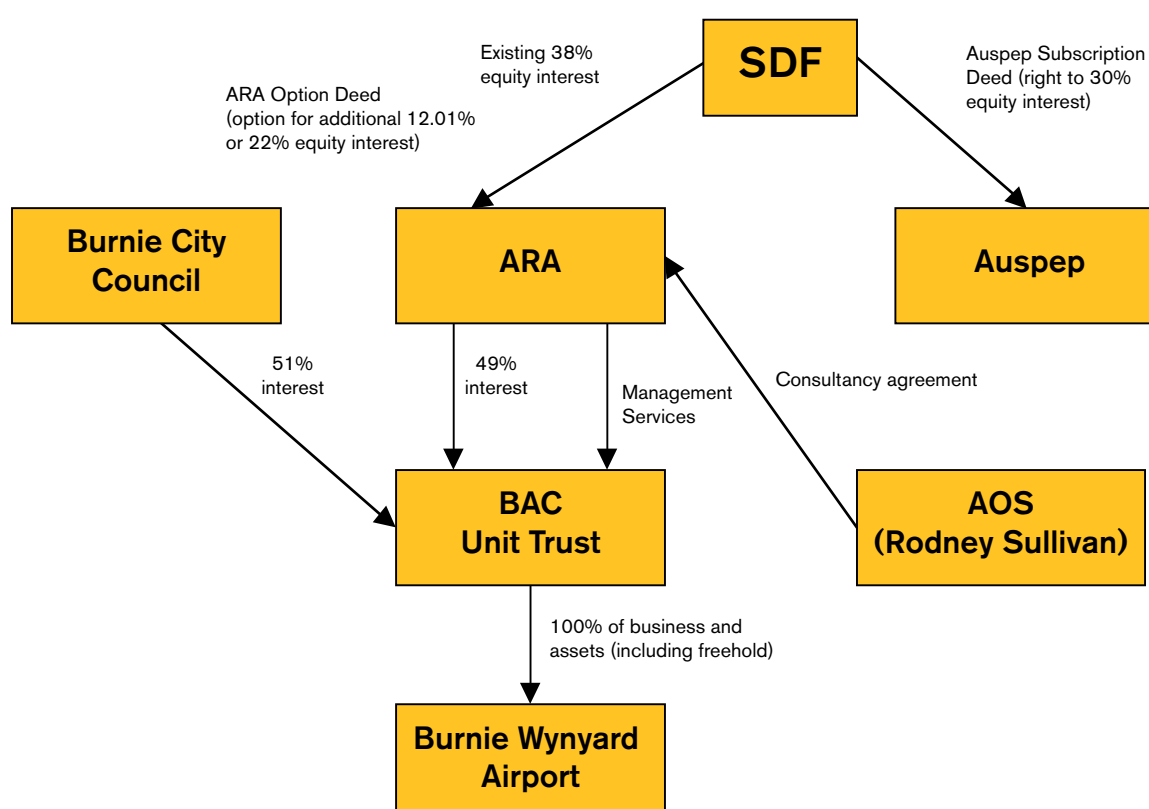 Existing 38%
equity interest
SDF
Auspep Subscription
Deed (right to 30%
equity interest)
ARA Option Deed
(option for additional 12.01%
or 22% equity interest)
Burnie City
Council
ARA
Auspep
51%
interest
49%
interest
Management
Services
Consultancy agreement
BAC
Unit Trust
AOS
(Rodney Sullivan)
100% of business and
assets (including freehold)
Burnie Wynyard
Airport